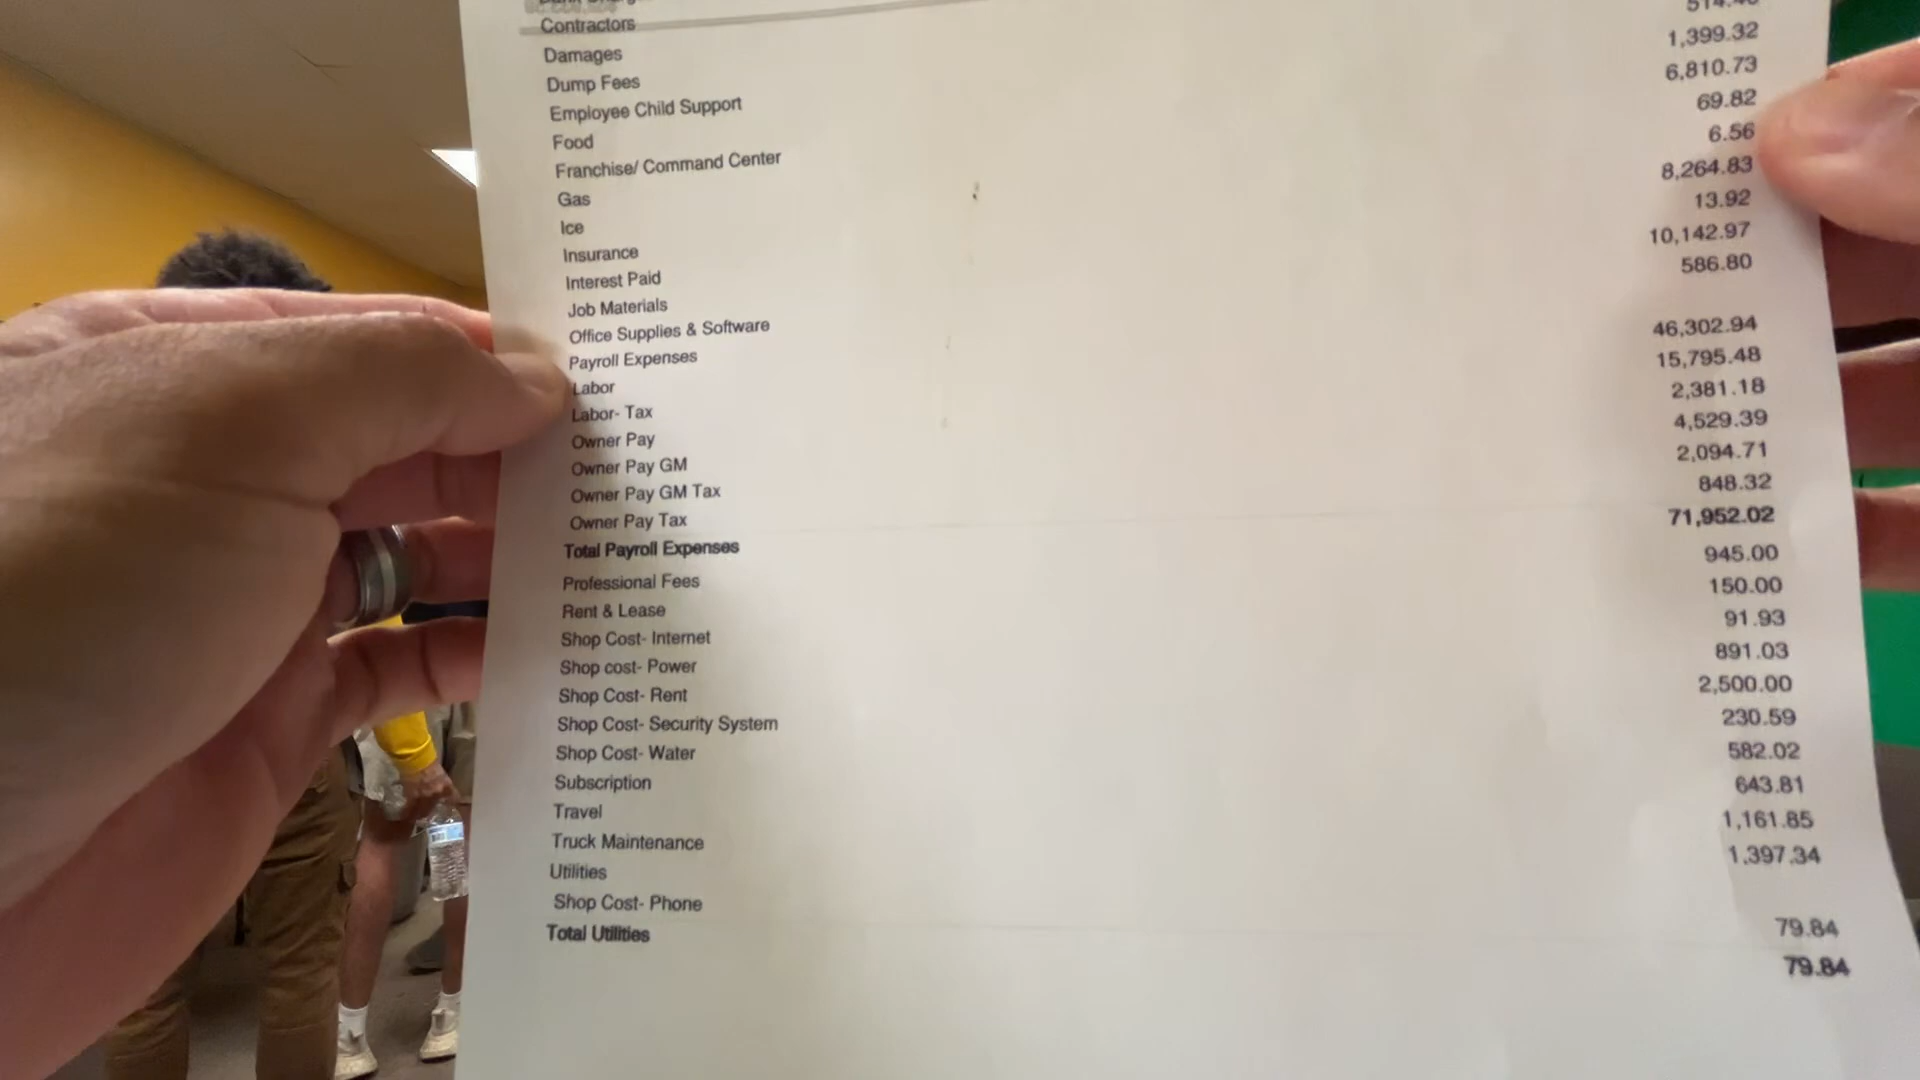 Contractors
Damages
Dump Fees
Employee Child Support
Food 1,399.32
Franchise/ Command Center 6,810.73
Gas 69.82
Ice 6.56
Insurance 8,264.83
Interest Paid 13.92
Job Materials 10,142.97
Office Supplies & Software 586.80
Payroll Expenses
Labor 46,302.94
Labor- Tax 15,795.48
Owner Pay 2,381.18
Owner Pay GM 4,529.39
Owner Pay GM Tax 2,094.71
Owner Pay Tax 848.32
Total Payroll Expenses 71,952.02
Professional Fees 945.00
Rent & Lease 150.00
Shop Cost- Internet 91.93
Shop cost- Power 891.03
Shop Cost- Rent 2,500.00
Shop Cost- Security System 230.59
Shop Cost- Water 582.02
Subscription 643.81
Travel 1,161.85
Truck Maintenance 1,397.34
Utilities
Shop Cost- Phone 79.84
Total Utilities 79.84